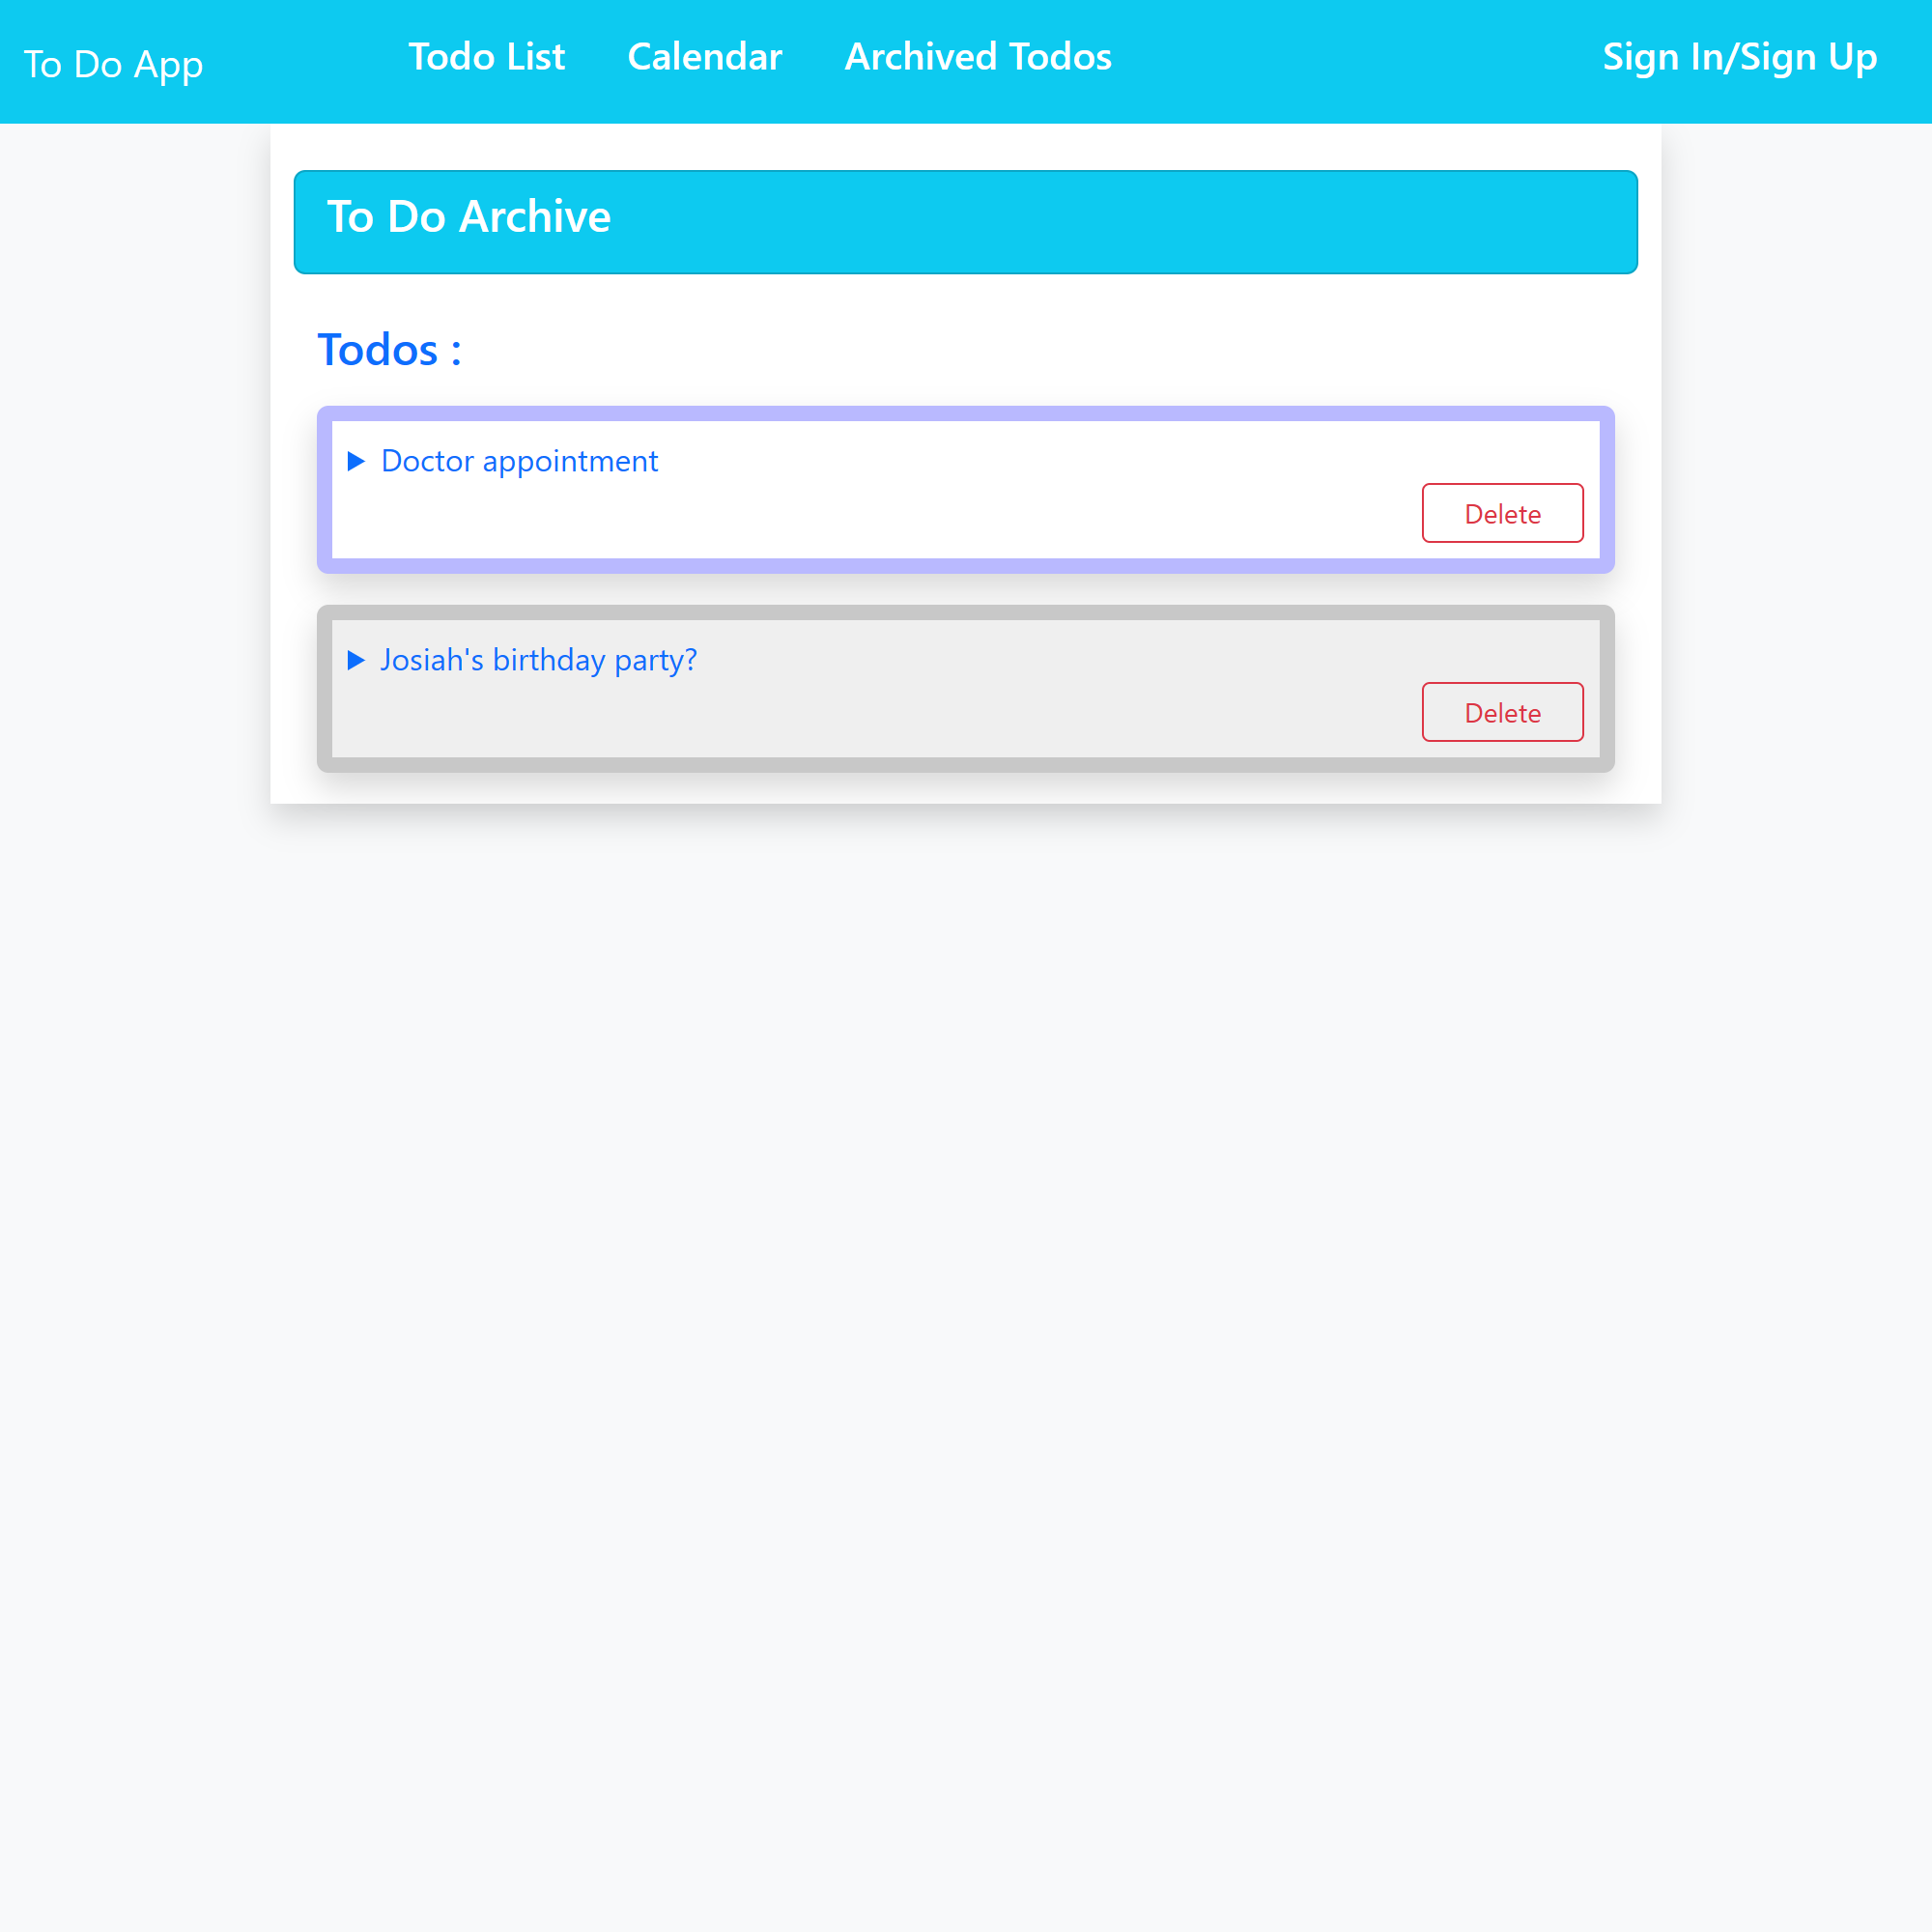 To Do App
Todo List
Calendar
Archived Todos
Sign In/Sign Up
To Do Archive
Todos :
Doctor appointment
Delete
Josiah's birthday party?
Delete